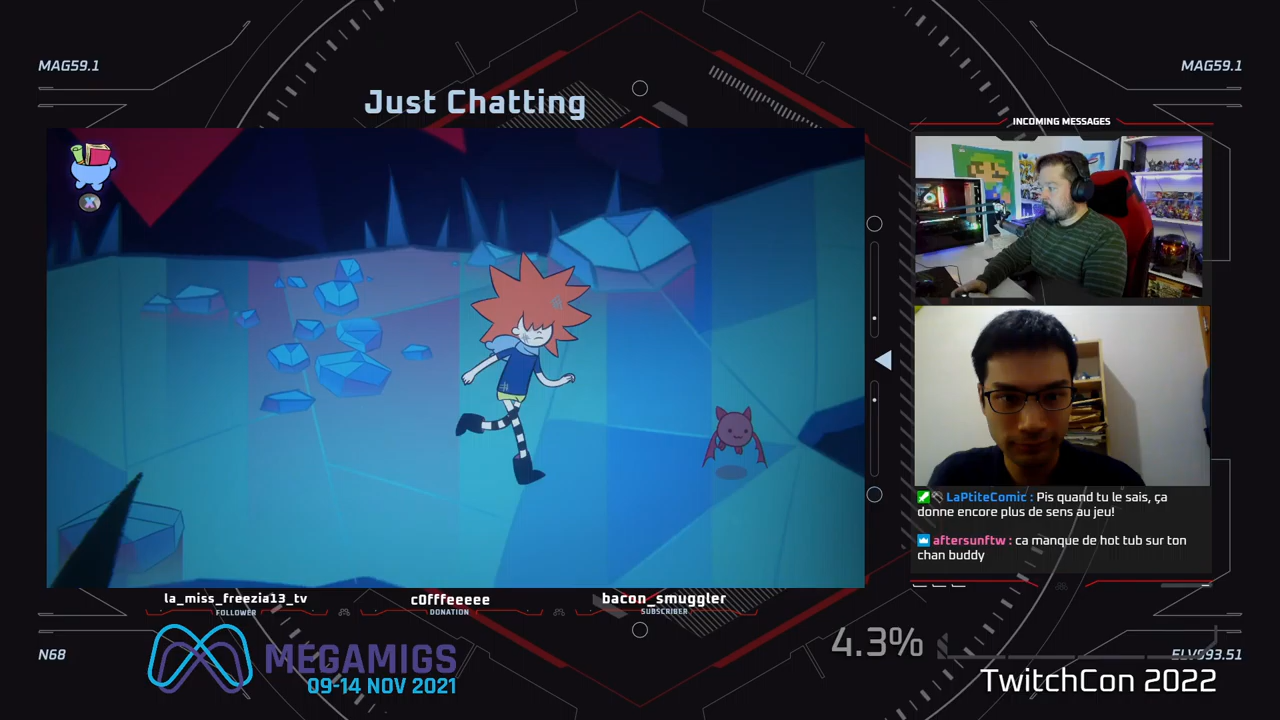 MAG59.1
MAG59.1
Just Chatting
INCOMING MESSAGES
X
LaPtiteComic : Pis quand tu le sais, ça
donne encore plus de sens au jeu!
aftersunftw : ca manque de hot tub sur ton
chan buddy
la_miss_freezia13_tv
FOLLOWER
c0fffeeeee
DONATION
bacon_smuggler
SUBSCRIBER
4.3%
N68
MEGAMIGS
09-14 NOV 2021
ELV693.51
TwitchCon 2022